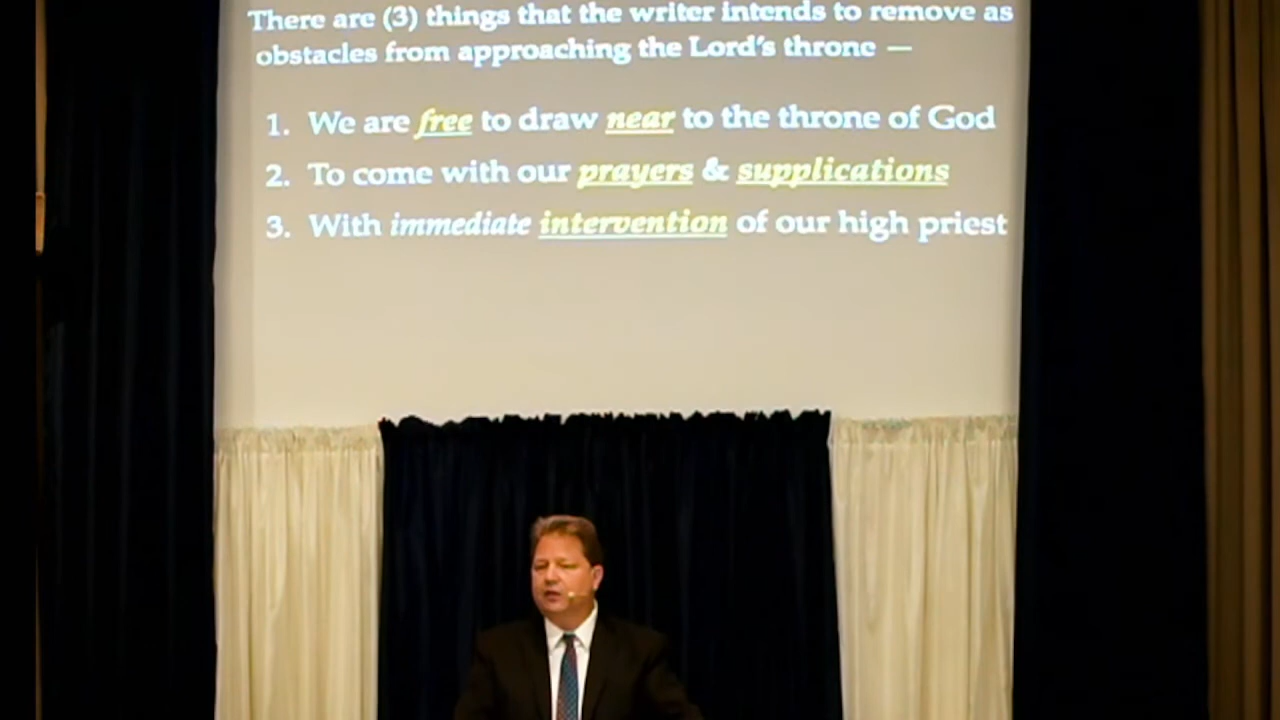 There are (3) things that the writer intends to remove as
obstacles from approaching the Lord's throne —
1. We are free to draw near to the throne of God
2. To come with our prayers & supplications
3. With immediate intervention of our high priest